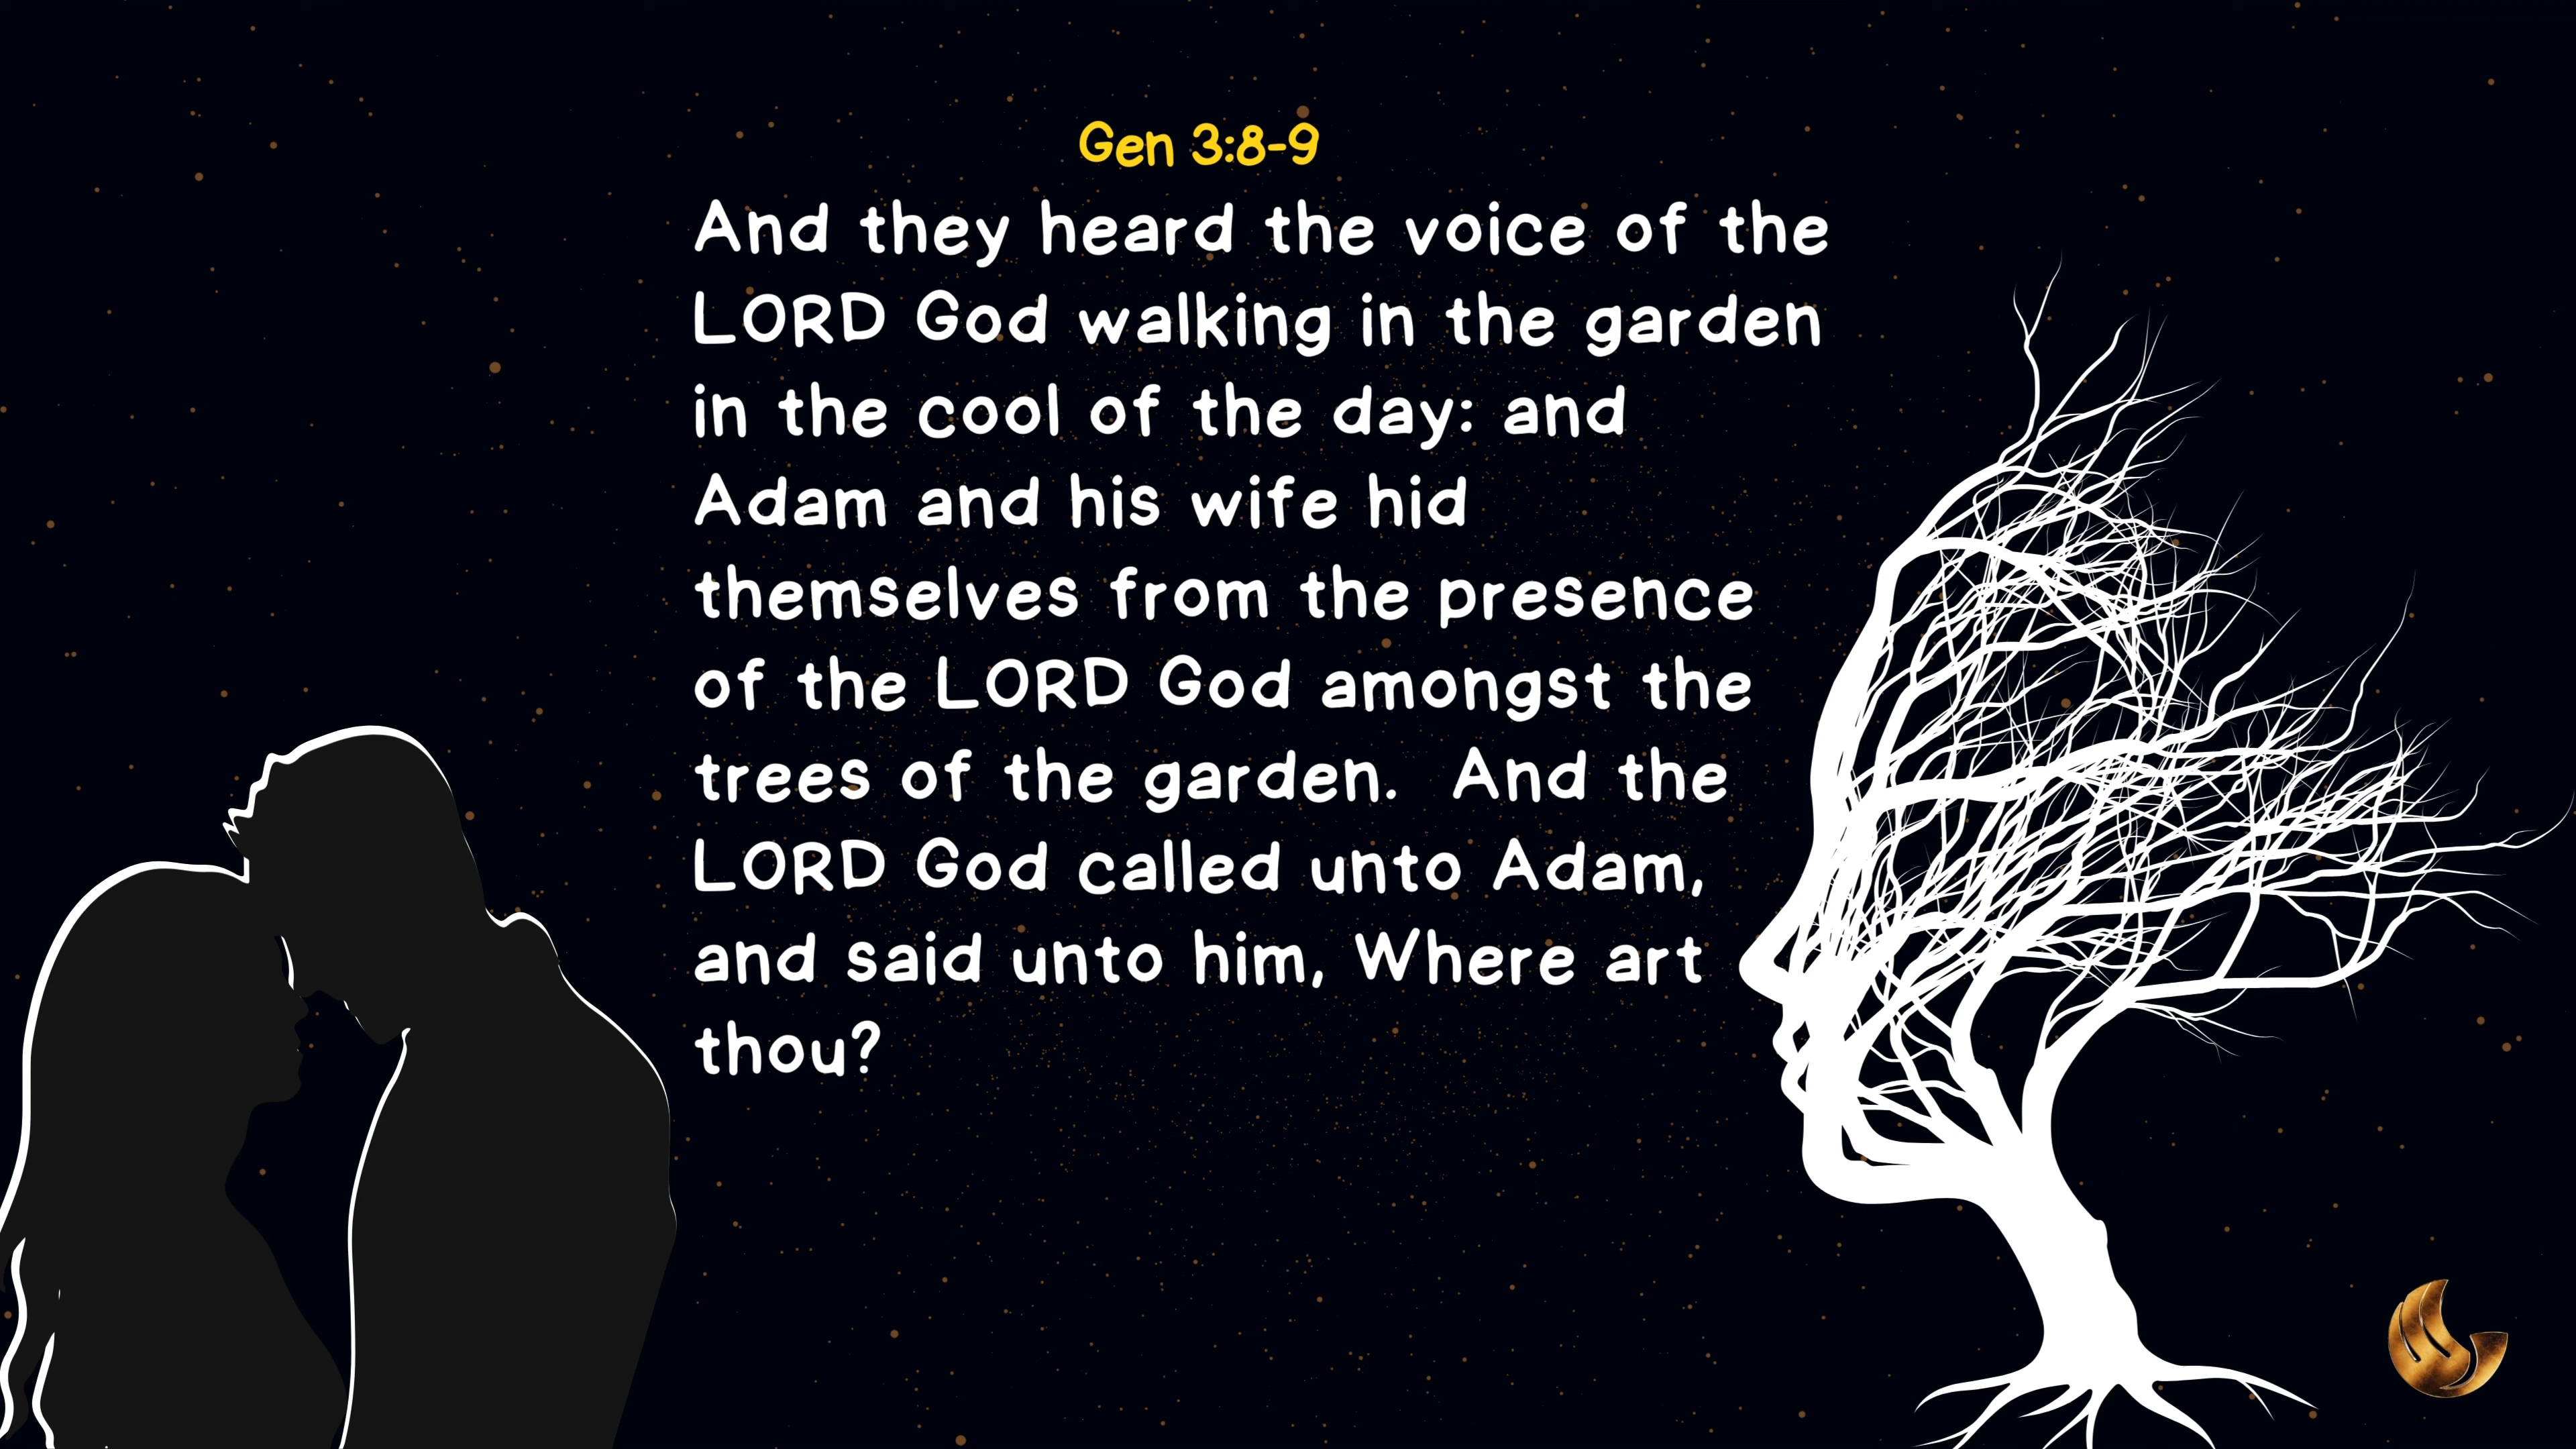 Gen 3:8-9
And they heard the voice of the
LORD God walking in the garden
in the cool of the day: and
Adam and his wife hid
themselves from the presence
of the LORD God amongst the
trees of the garden.  And the
LORD God called unto Adam,
and said unto him, Where art
thou?